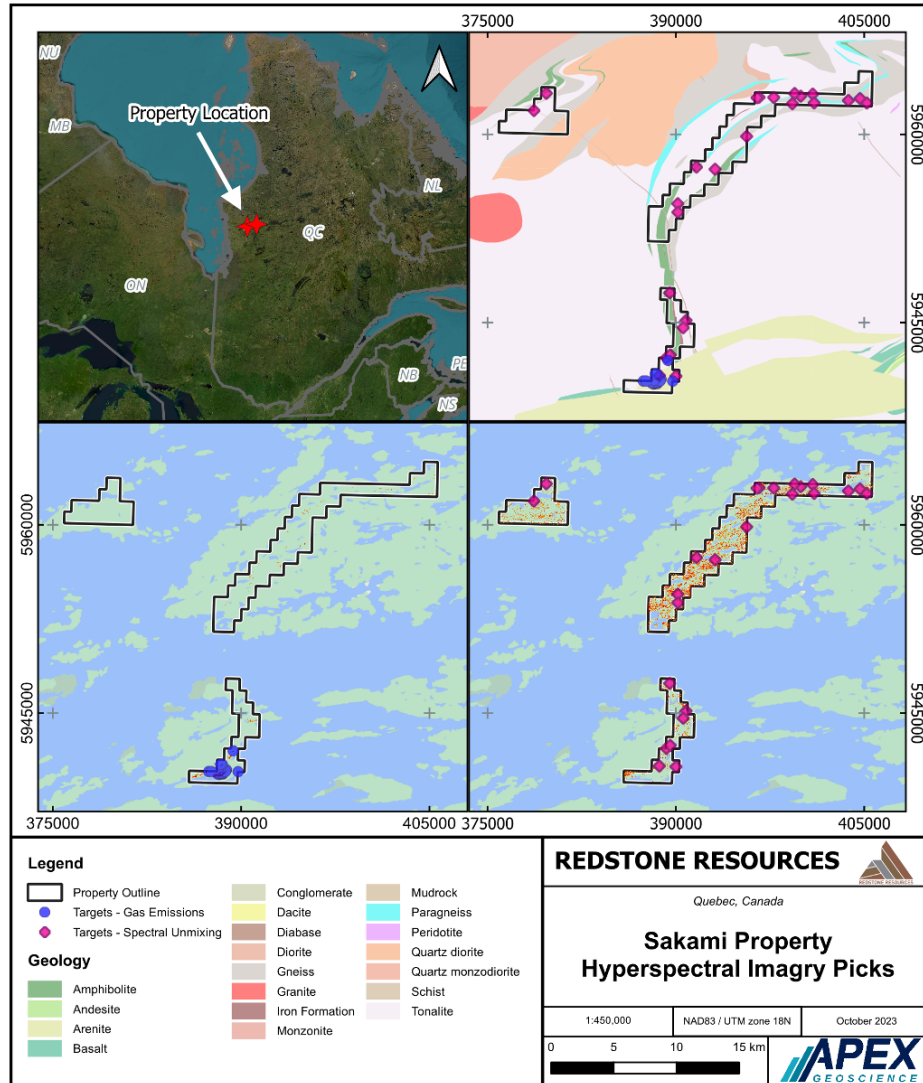 375000 390000 405000
NU
MB
Property Location
NL
QC
ON
NB
PE
NS
5960000
5945000
5960000
5945000
375000 390000 405000 375000 390000 405000
Legend
Property Outline
Targets - Gas Emissions
Targets - Spectral Unmixing
Geology
Amphibolite
Andesite
Arenite
Basalt
Conglomerate
Dacite
Diabase
Diorite
Gneiss
Granite
Iron Formation
Monzonite
Mudrock
Paragneiss
Peridotite
Quartz diorite
Quartz monzodiorite
Schist
Tonalite
REDSTONE RESOURCES
REDSTONE RESOURCES
Quebec, Canada
Sakami Property
Hyperspectral Imagry Picks
1:450,000 NAD83 / UTM zone 18N October 2023
0 5 10 15 km
APEX
GEOSCIENCE
5960000
5945000